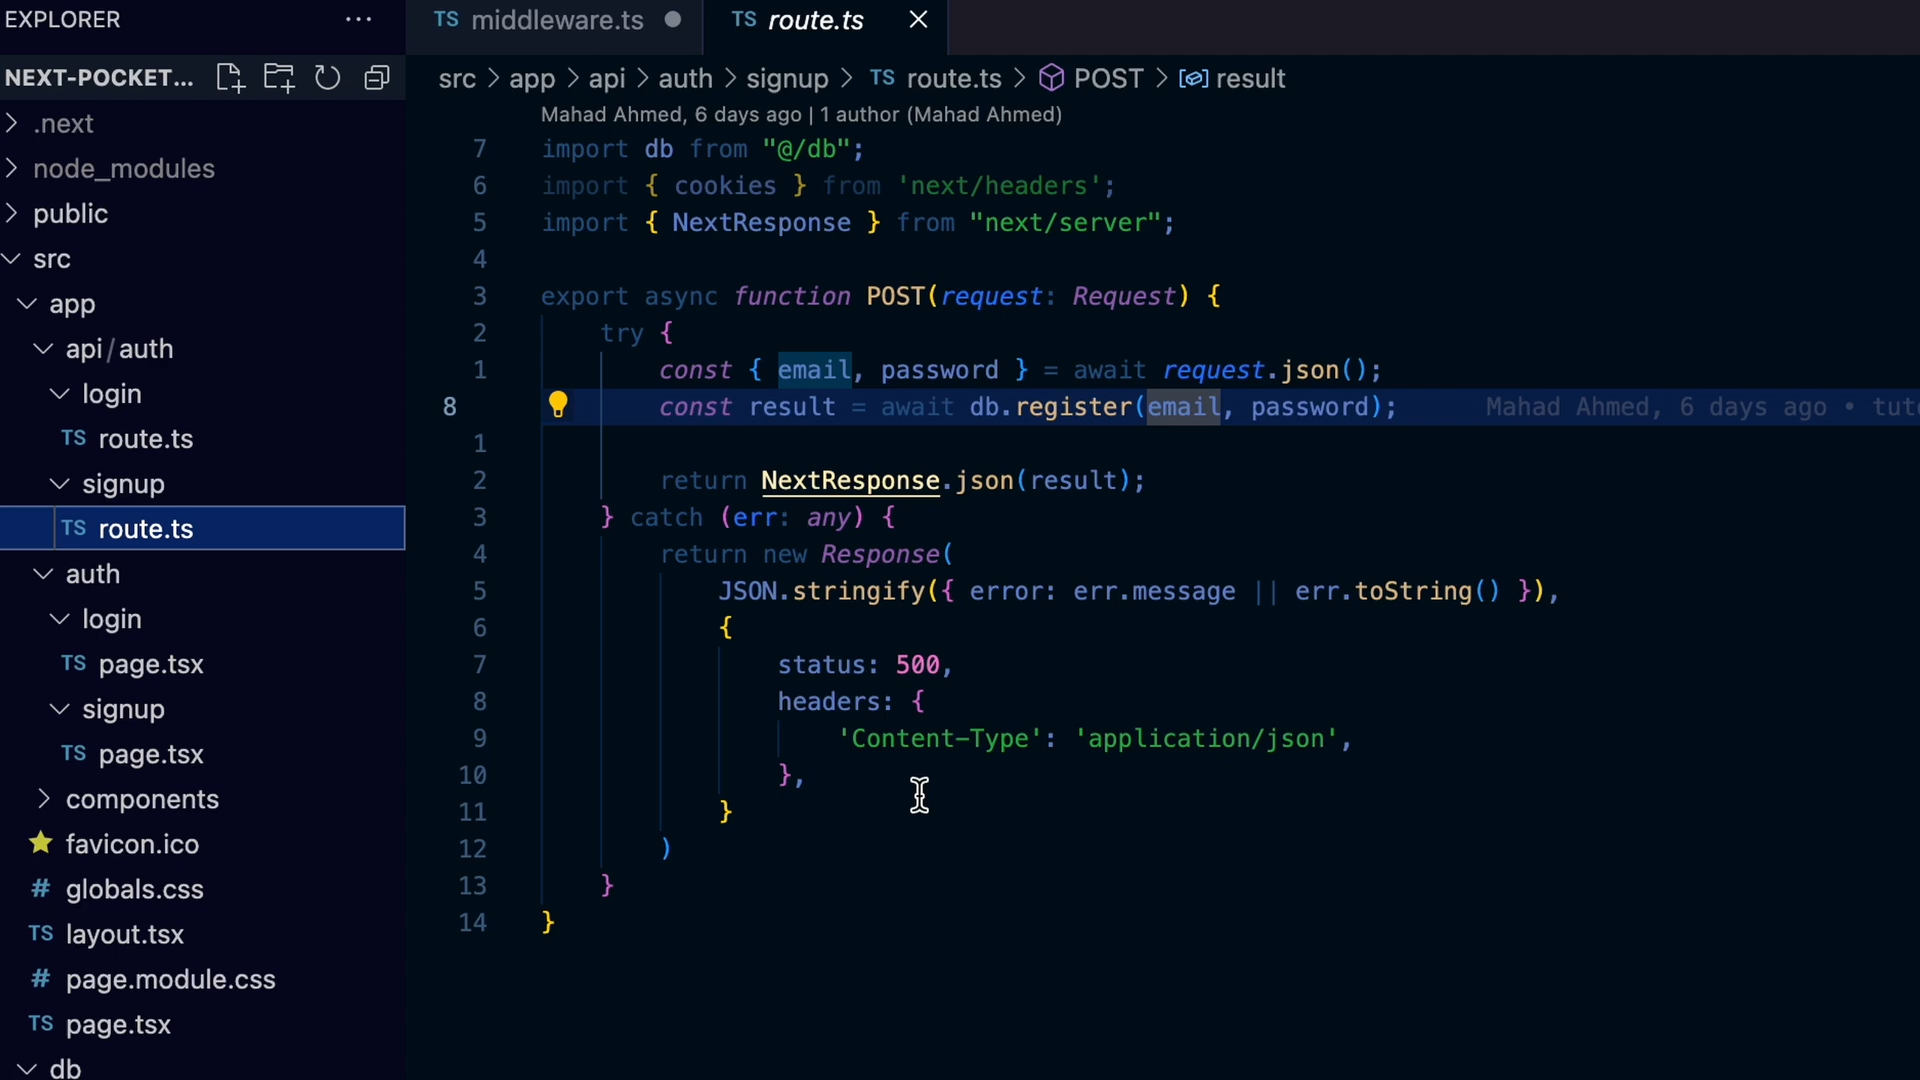 EXPLORER ···
NEXT-POCKET...
.next
node_modules
public
src
app
api/auth
login
TS route.ts
signup
TS route.ts
auth
login
TS page.tsx
signup
TS page.tsx
components
favicon.ico
# globals.css
TS layout.tsx
# page.module.css
TS page.tsx
db
TS middleware.ts ●
TS route.ts ×
src > app > api > auth > signup > TS route.ts > POST > result
Mahad Ahmed, 6 days ago | 1 author (Mahad Ahmed)
7 import db from "@/db";
6 import { cookies } from 'next/headers';
5 import { NextResponse } from "next/server";
4
3 export async function POST(request: Request) {
2 try {
1 const { email, password } = await request.json();
8 const result = await db.register(email, password); Mahad Ahmed, 6 days ago •
1
2 return NextResponse.json(result);
3 } catch (err: any) {
4 return new Response(
5 JSON.stringify({ error: err.message || err.toString() }),
6 {
7 status: 500,
8 headers: {
9 'Content-Type': 'application/json',
10 },
11 }
12 )
13 }
14 }